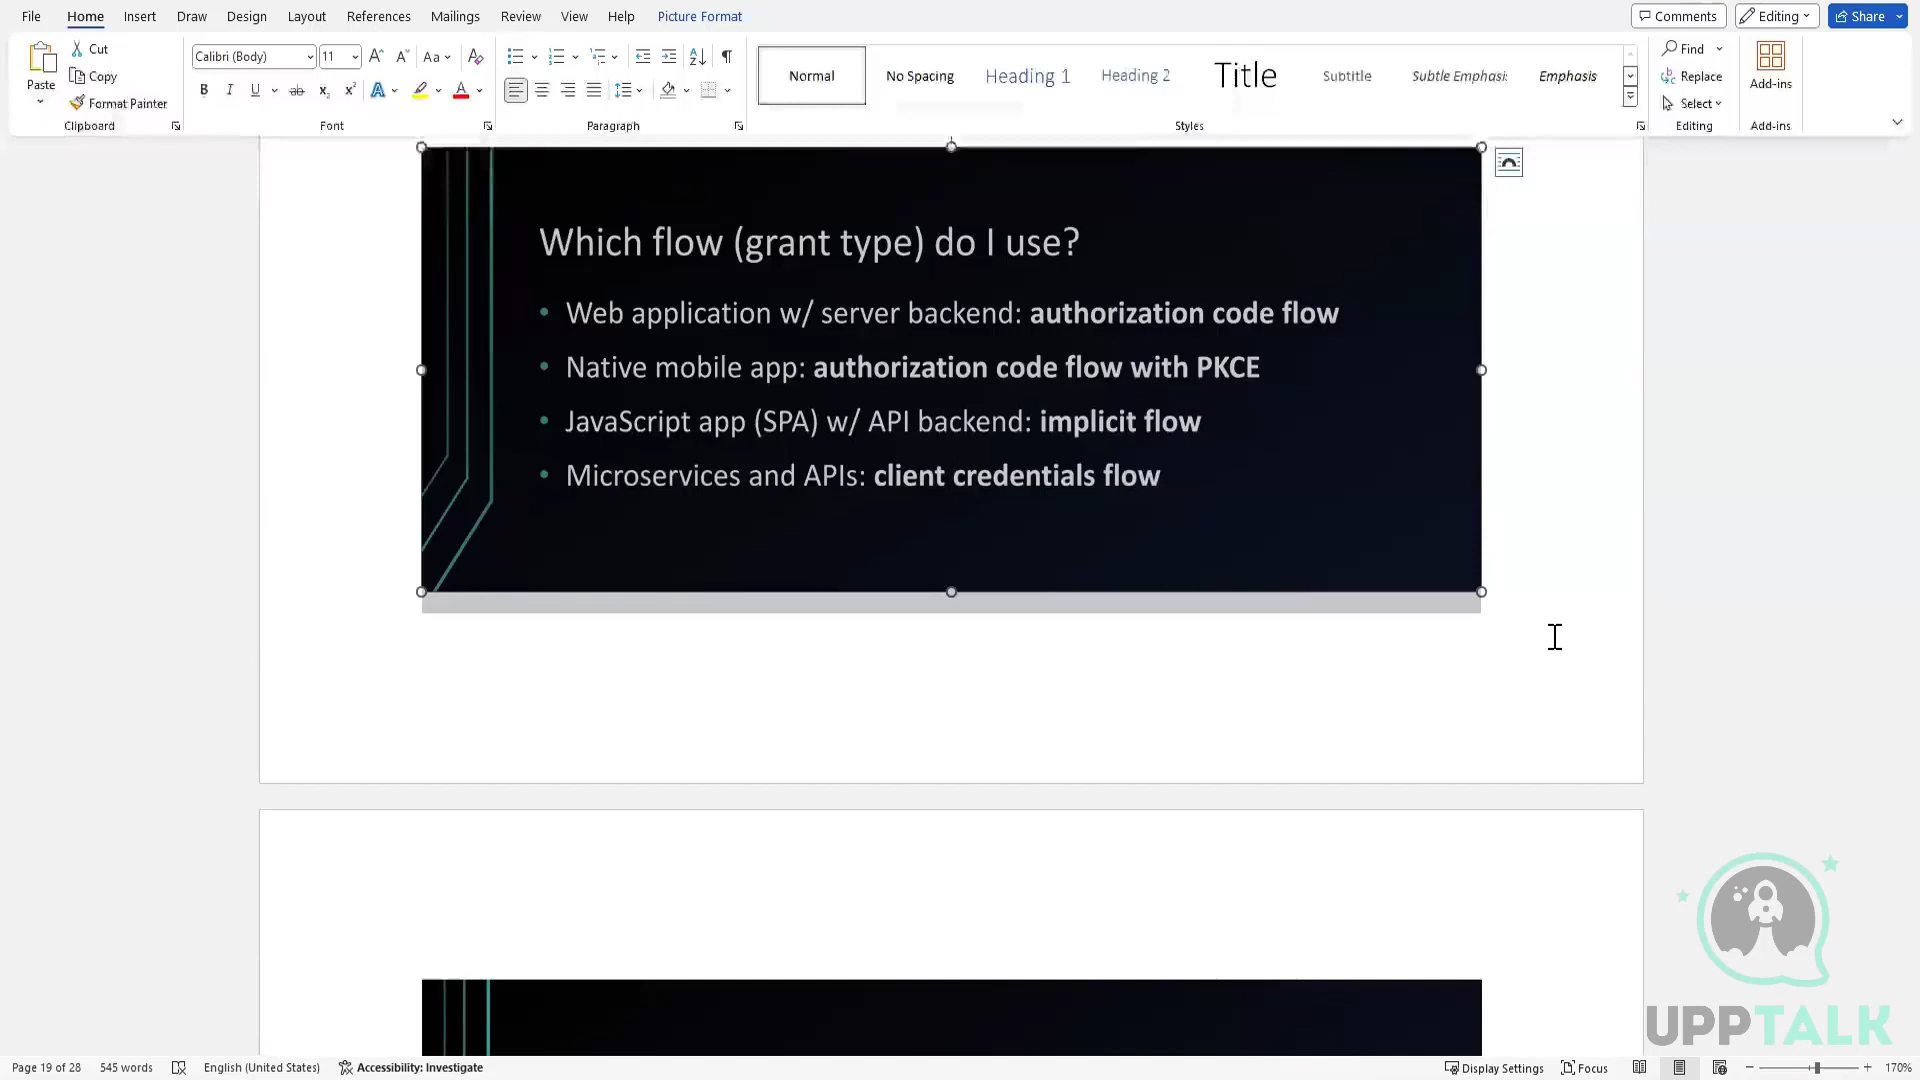 File Home Insert Draw Design Layout References Mailings Review View Help Picture Format Comments Editing Share
Paste Cut Copy Format Painter
Calibri (Body) 11
Normal No Spacing Heading 1 Heading 2 Title Subtitle Subtle Emphasis Emphasis
Find Replace Select
Add-ins
Clipboard Font Paragraph Styles Editing Add-ins
Which flow (grant type) do I use?
• Web application w/ server backend: authorization code flow
• Native mobile app: authorization code flow with PKCE
• JavaScript app (SPA) w/ API backend: implicit flow
• Microservices and APIs: client credentials flow
UPPTALK
Page 19 of 28 545 words English (United States) Accessibility: Investigate Display Settings Focus 170%